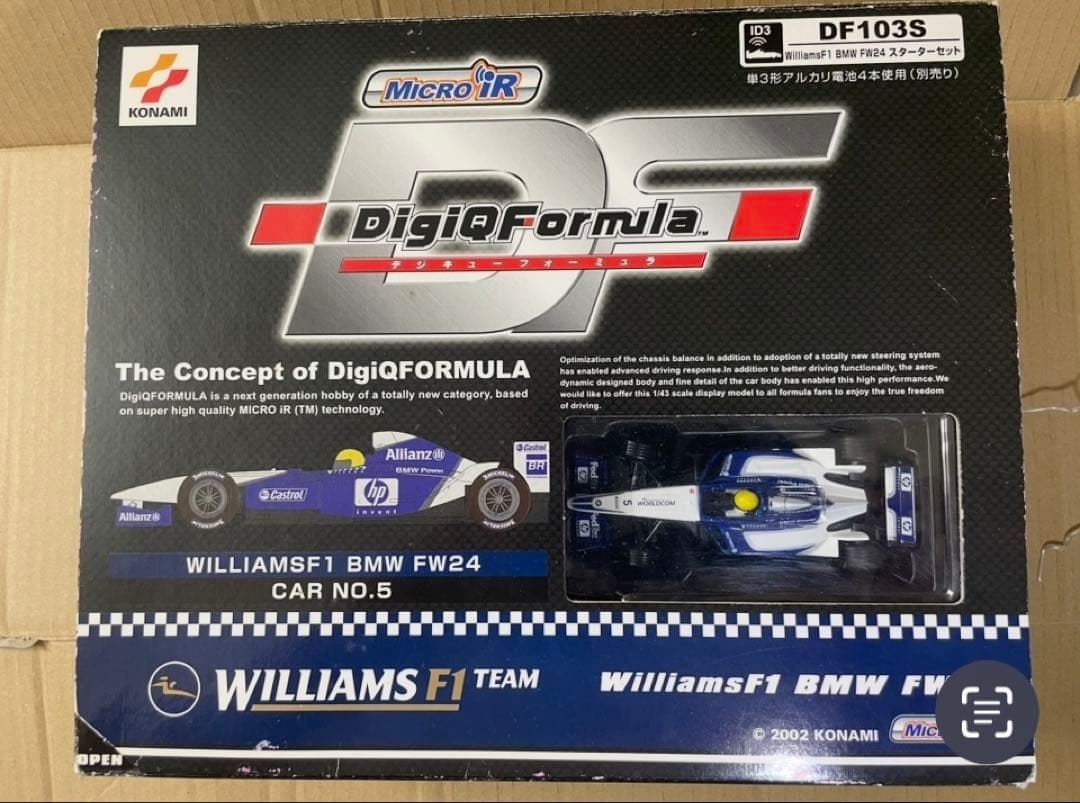 KONAMI
MICRO iR
ID3
DF103S
WilliamsF1 BMW FW24 スターターセット
単3形アルカリ電池4本使用(別売り)
DF
DigiQFormula™
デジキューフォーミュラ
The Concept of DigiQFORMULA
DigiQFORMULA is a next generation hobby of a totally new category, based
on super high quality MICRO iR (TM) technology.
Optimization of the chassis balance in addition to adoption of a totally new steering system
has enabled advanced driving response.In addition to better driving functionality, the aero-
dynamic designed body and fine detail of the car body has enabled this high performance.We
would like to offer this 1/43 scale display model to all formula fans to enjoy the true freedom
of driving.
Allianz
BMW Power
Castrol
BR
MICHELIN
MICHELIN
Castrol
hp
invent
Allianz
FedEx
hp
5
WORLDCOM
WILLIAMSF1 BMW FW24
CAR NO.5
WILLIAMS F1 TEAM
WilliamsF1 BMW FW
© 2002 KONAMI
Mic
OPEN